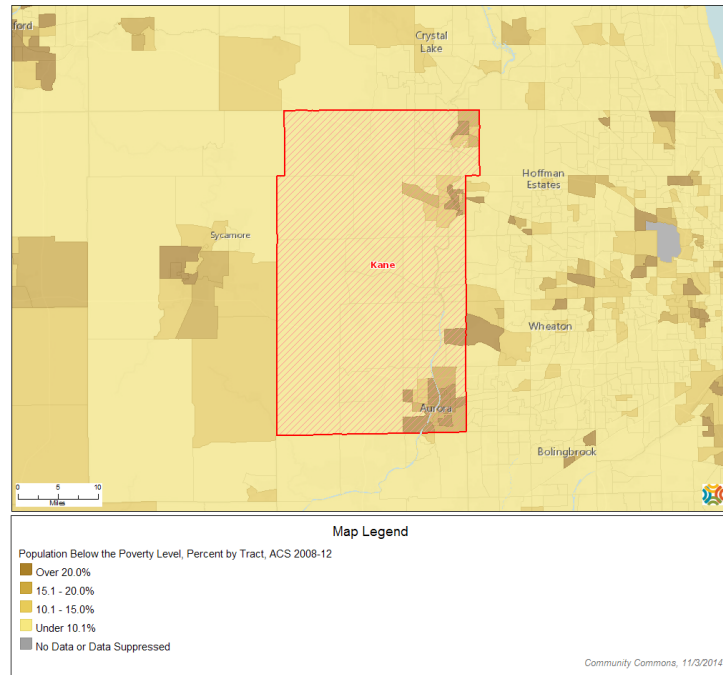 ford
Crystal
Lake
Hoffman
Estates
Sycamore
Kane
Wheaton
Aurora
Bolingbrook
0 5 10
Miles
Map Legend
Population Below the Poverty Level, Percent by Tract, ACS 2008-12
Over 20.0%
15.1 - 20.0%
10.1 - 15.0%
Under 10.1%
No Data or Data Suppressed
Community Commons, 11/3/2014